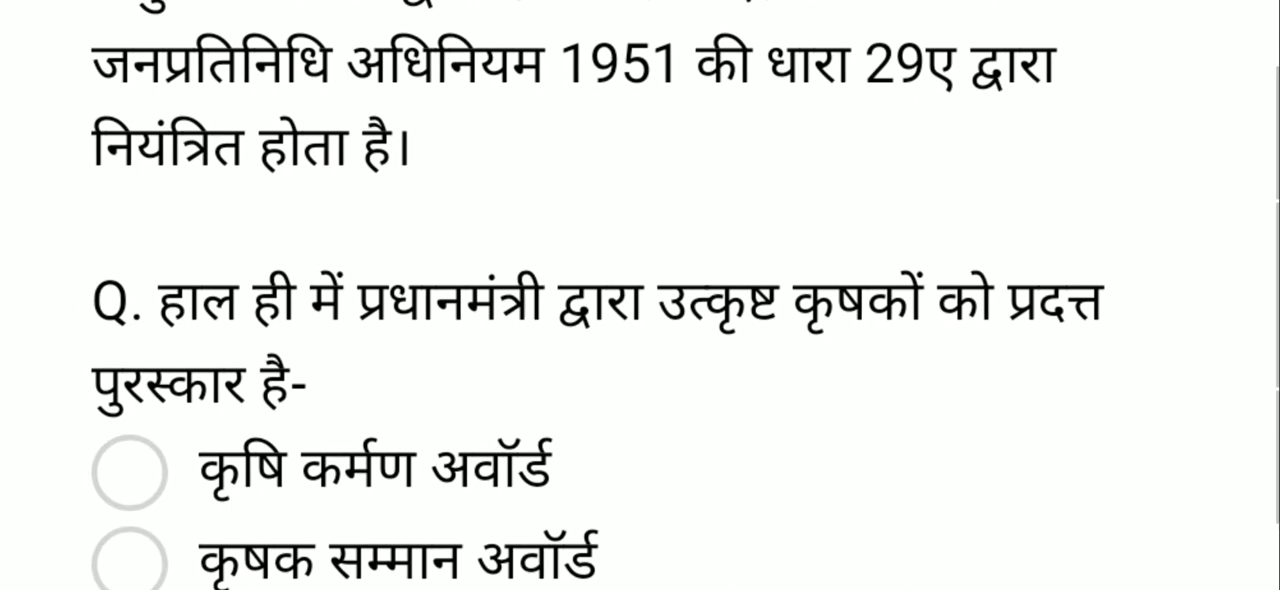 जनप्रतिनिधि अधिनियम 1951 की धारा 29ए द्वारा
नियंत्रित होता है।
Q. हाल ही में प्रधानमंत्री द्वारा उत्कृष्ट कृषकों को प्रदत्त
पुरस्कार है-
कृषि कर्मण अवॉर्ड
कृषक सम्मान अवॉर्ड